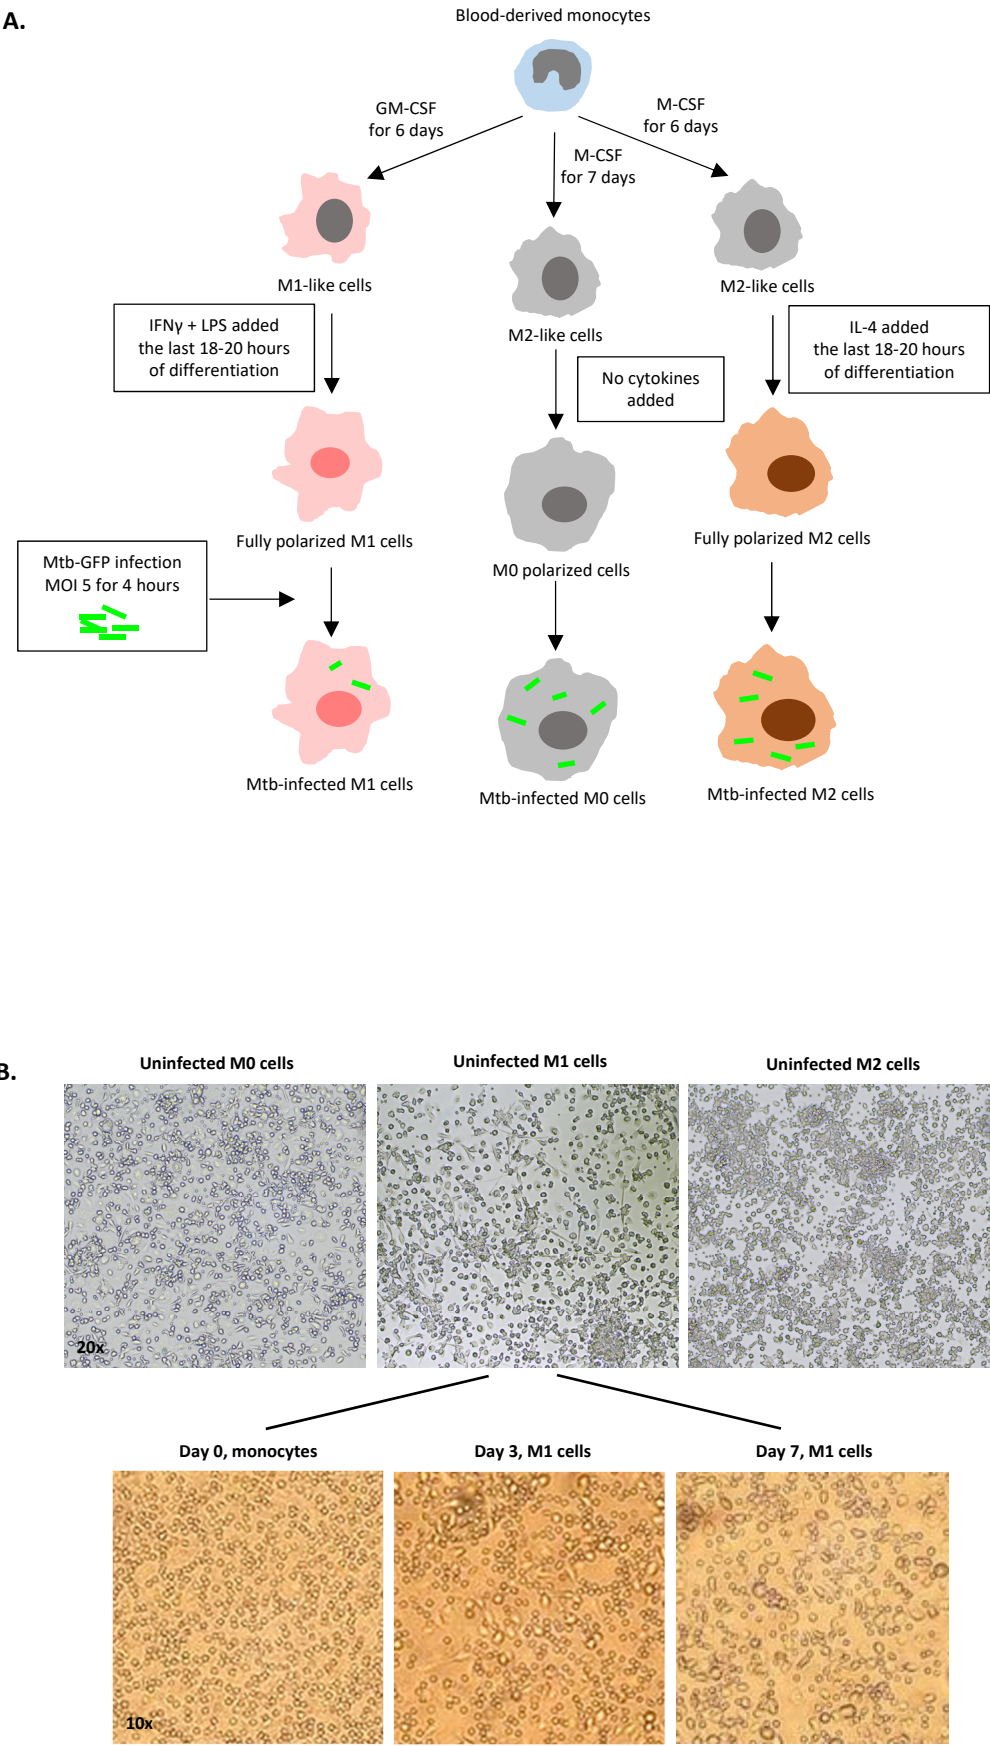 A.
Blood-derived monocytes
GM-CSF
for 6 days
M-CSF
for 6 days
M-CSF
for 7 days
M1-like cells
M2-like cells
M2-like cells
IFNγ + LPS added
the last 18-20 hours
of differentiation
No cytokines
added
IL-4 added
the last 18-20 hours
of differentiation
Fully polarized M1 cells
M0 polarized cells
Fully polarized M2 cells
Mtb-GFP infection
MOI 5 for 4 hours
Mtb-infected M1 cells
Mtb-infected M0 cells
Mtb-infected M2 cells
B.
Uninfected M0 cells
Uninfected M1 cells
Uninfected M2 cells
20x
Day 0, monocytes
Day 3, M1 cells
Day 7, M1 cells
10x